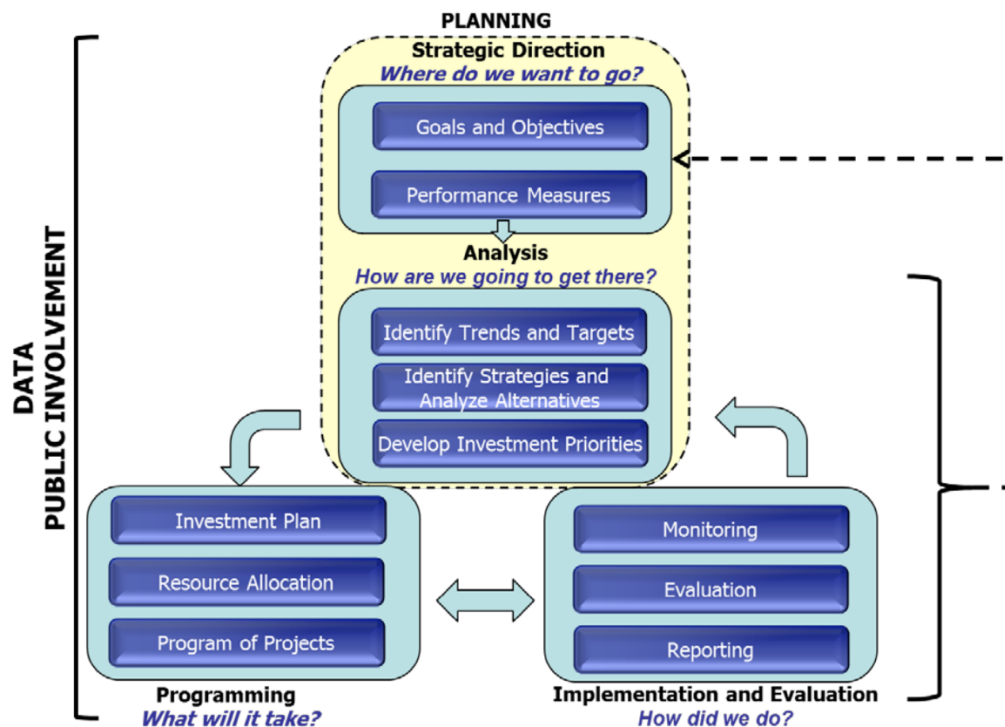 PLANNING
Strategic Direction
Where do we want to go?
Goals and Objectives
Performance Measures
Analysis
How are we going to get there?
Identify Trends and Targets
Identify Strategies and
Analyze Alternatives
Develop Investment Priorities
DATA
PUBLIC INVOLVEMENT
Investment Plan
Resource Allocation
Program of Projects
Programming
What will it take?
Monitoring
Evaluation
Reporting
Implementation and Evaluation
How did we do?